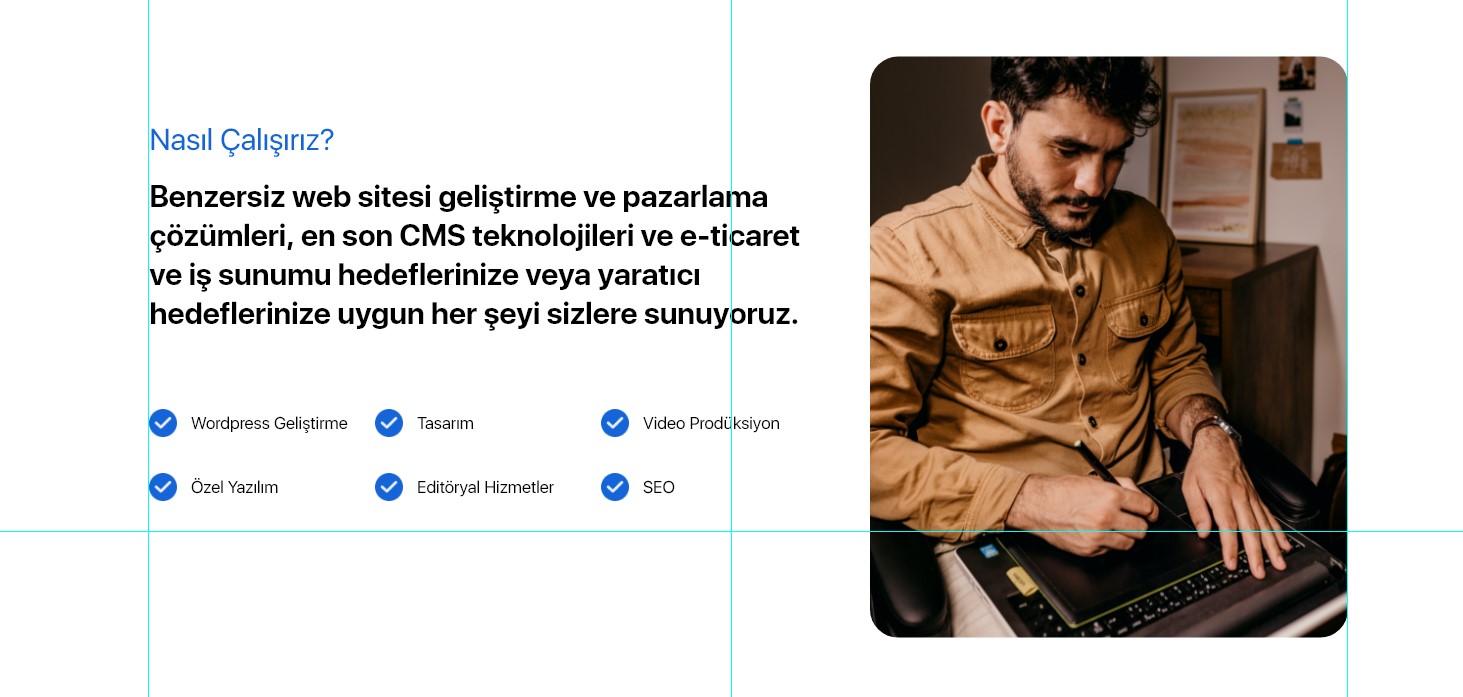 Nasıl Çalışırız?
Benzersiz web sitesi geliştirme ve pazarlama
çözümleri, en son CMS teknolojileri ve e-ticaret
ve iş sunumu hedeflerinize veya yaratıcı
hedeflerinize uygun her şeyi sizlere sunuyoruz.
Wordpress Geliştirme
Tasarım
Video Prodüksiyon
Özel Yazılım
Editöryal Hizmetler
SEO